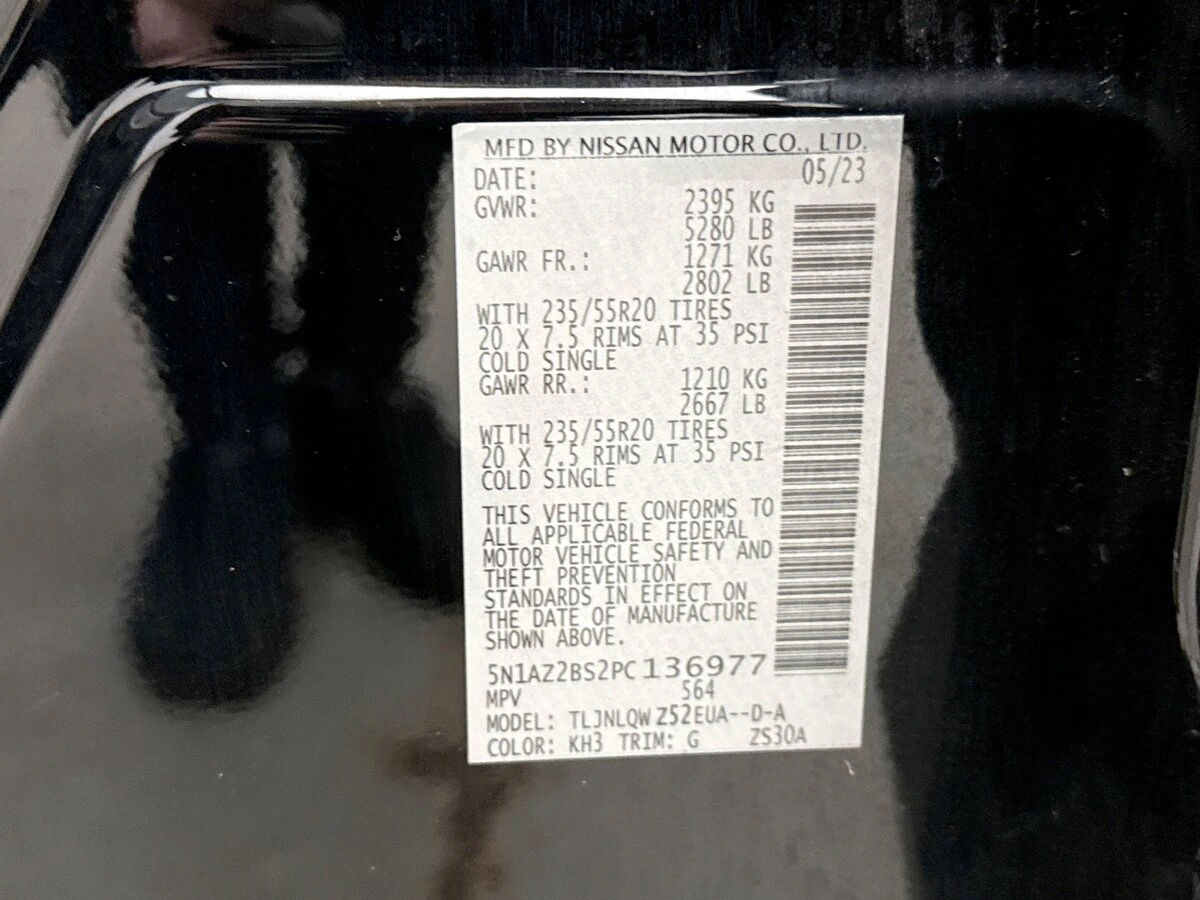 MFD BY NISSAN MOTOR CO., LTD.
DATE: 05/23
GVWR: 2395 KG
5280 LB
GAWR FR.: 1271 KG
2802 LB
WITH 235/55R20 TIRES
20 X 7.5 RIMS AT 35 PSI
COLD SINGLE
GAWR RR.: 1210 KG
2667 LB
WITH 235/55R20 TIRES
20 X 7.5 RIMS AT 35 PSI
COLD SINGLE
THIS VEHICLE CONFORMS TO
ALL APPLICABLE FEDERAL
MOTOR VEHICLE SAFETY AND
THEFT PREVENTION
STANDARDS IN EFFECT ON
THE DATE OF MANUFACTURE
SHOWN ABOVE.
5N1AZ2BS2PC136977
MPV 564
MODEL: TLJNLQW Z52EUA--D-A
COLOR: KH3 TRIM: G ZS30A